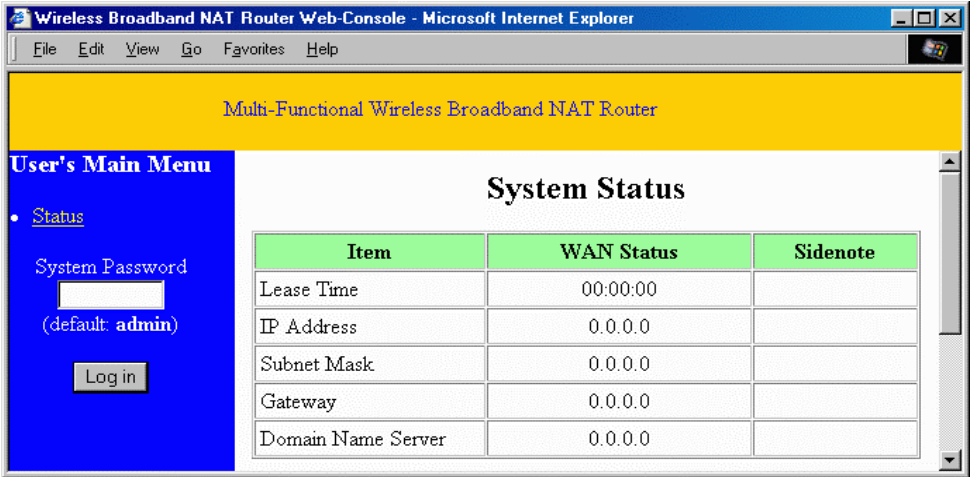 Wireless Broadband NAT Router Web-Console - Microsoft Internet Explorer
File Edit View Go Favorites Help
Multi-Functional Wireless Broadband NAT Router
User's Main Menu
Status
System Password
(default: admin)
Log in
System Status
Item WAN Status Sidenote
Lease Time 00:00:00
IP Address 0.0.0.0
Subnet Mask 0.0.0.0
Gateway 0.0.0.0
Domain Name Server 0.0.0.0